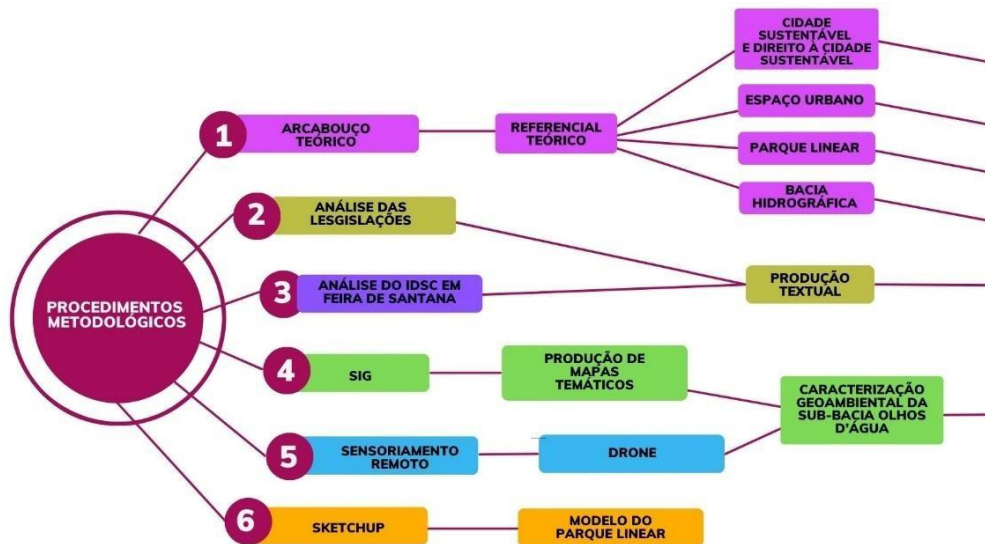 PROCEDIMENTOS
METODOLÓGICOS
1
ARCABOUÇO
TEÓRICO
REFERENCIAL
TEÓRICO
CIDADE
SUSTENTÁVEL
E DIREITO À CIDADE
SUSTENTÁVEL
ESPAÇO URBANO
PARQUE LINEAR
BACIA
HIDROGRÁFICA
2
ANÁLISE DAS
LESGISLAÇÕES
3
ANÁLISE DO IDSC EM
FEIRA DE SANTANA
PRODUÇÃO
TEXTUAL
4
SIG
PRODUÇÃO DE
MAPAS
TEMÁTICOS
CARACTERIZAÇÃO
GEOAMBIENTAL DA
SUB-BACIA OLHOS
D'ÁGUA
5
SENSORIAMENTO
REMOTO
DRONE
6
SKETCHUP
MODELO DO
PARQUE LINEAR